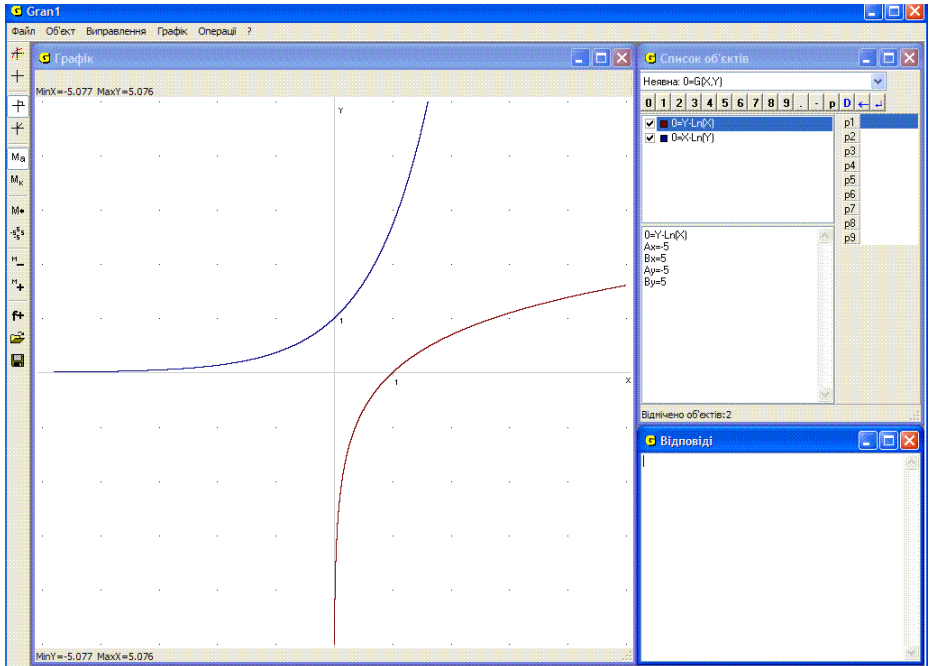 Gran1
Файл Об'єкт Виправлення Графік Операції ?
Графік
MinX=-5.077 MaxY=5.076
Y
1
1
X
MinY=-5.077 MaxX=5.076
Ма
Мк
М
М
М
f+
Список об'єктів
Неявна: 0=G(X,Y)
0 1 2 3 4 5 6 7 8 9 . - p D ← ↲
0=Y-Ln(X)
0=X-Ln(Y)
p1
p2
p3
p4
p5
p6
p7
p8
p9
0=Y-Ln(X)
Ax=-5
Bx=5
Ay=-5
By=5
Відмічено об'єктів:2
Відповіді